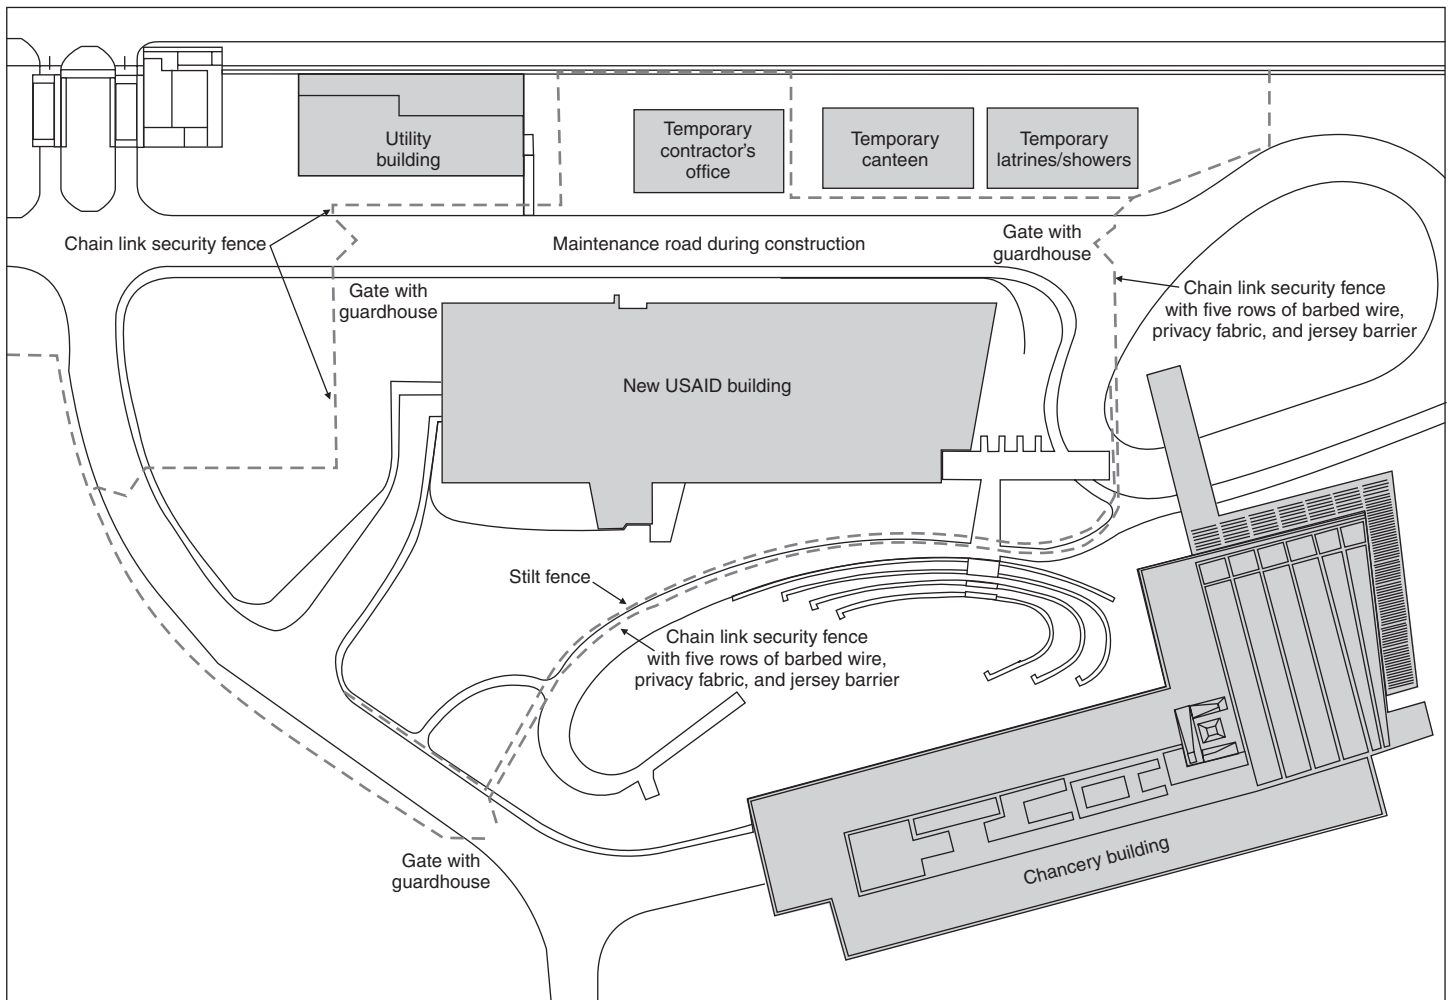 Utility
building
Temporary
contractor's
office
Temporary
canteen
Temporary
latrines/showers
Chain link security fence
Maintenance road during construction
Gate with
guardhouse
Gate with
guardhouse
Chain link security fence
with five rows of barbed wire,
privacy fabric, and jersey barrier
New USAID building
Stilt fence
Chain link security fence
with five rows of barbed wire,
privacy fabric, and jersey barrier
Gate with
guardhouse
Chancery building